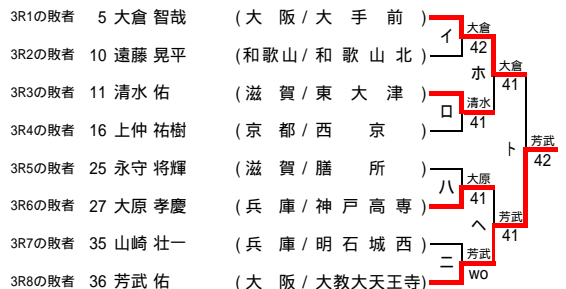 3R1の敗者 5 大倉 智哉 (大 阪/大 手 前)
3R2の敗者 10 遠藤 晃平 (和歌山/和 歌 山 北)
3R3の敗者 11 清水 佑 (滋 賀/東 大 津)
3R4の敗者 16 上仲 祐樹 (京 都/西 京)
3R5の敗者 25 永守 将輝 (滋 賀/膳 所)
3R6の敗者 27 大原 孝慶 (兵 庫/神 戸 高 専)
3R7の敗者 35 山崎 壮一 (兵 庫/明 石 城 西)
3R8の敗者 36 芳武 佑 (大 阪/大教大天王寺)
イ
大倉
42
ロ
清水
41
ハ
大原
41
ニ
芳武
wo
ホ
大倉
41
ヘ
芳武
41
ト
芳武
42